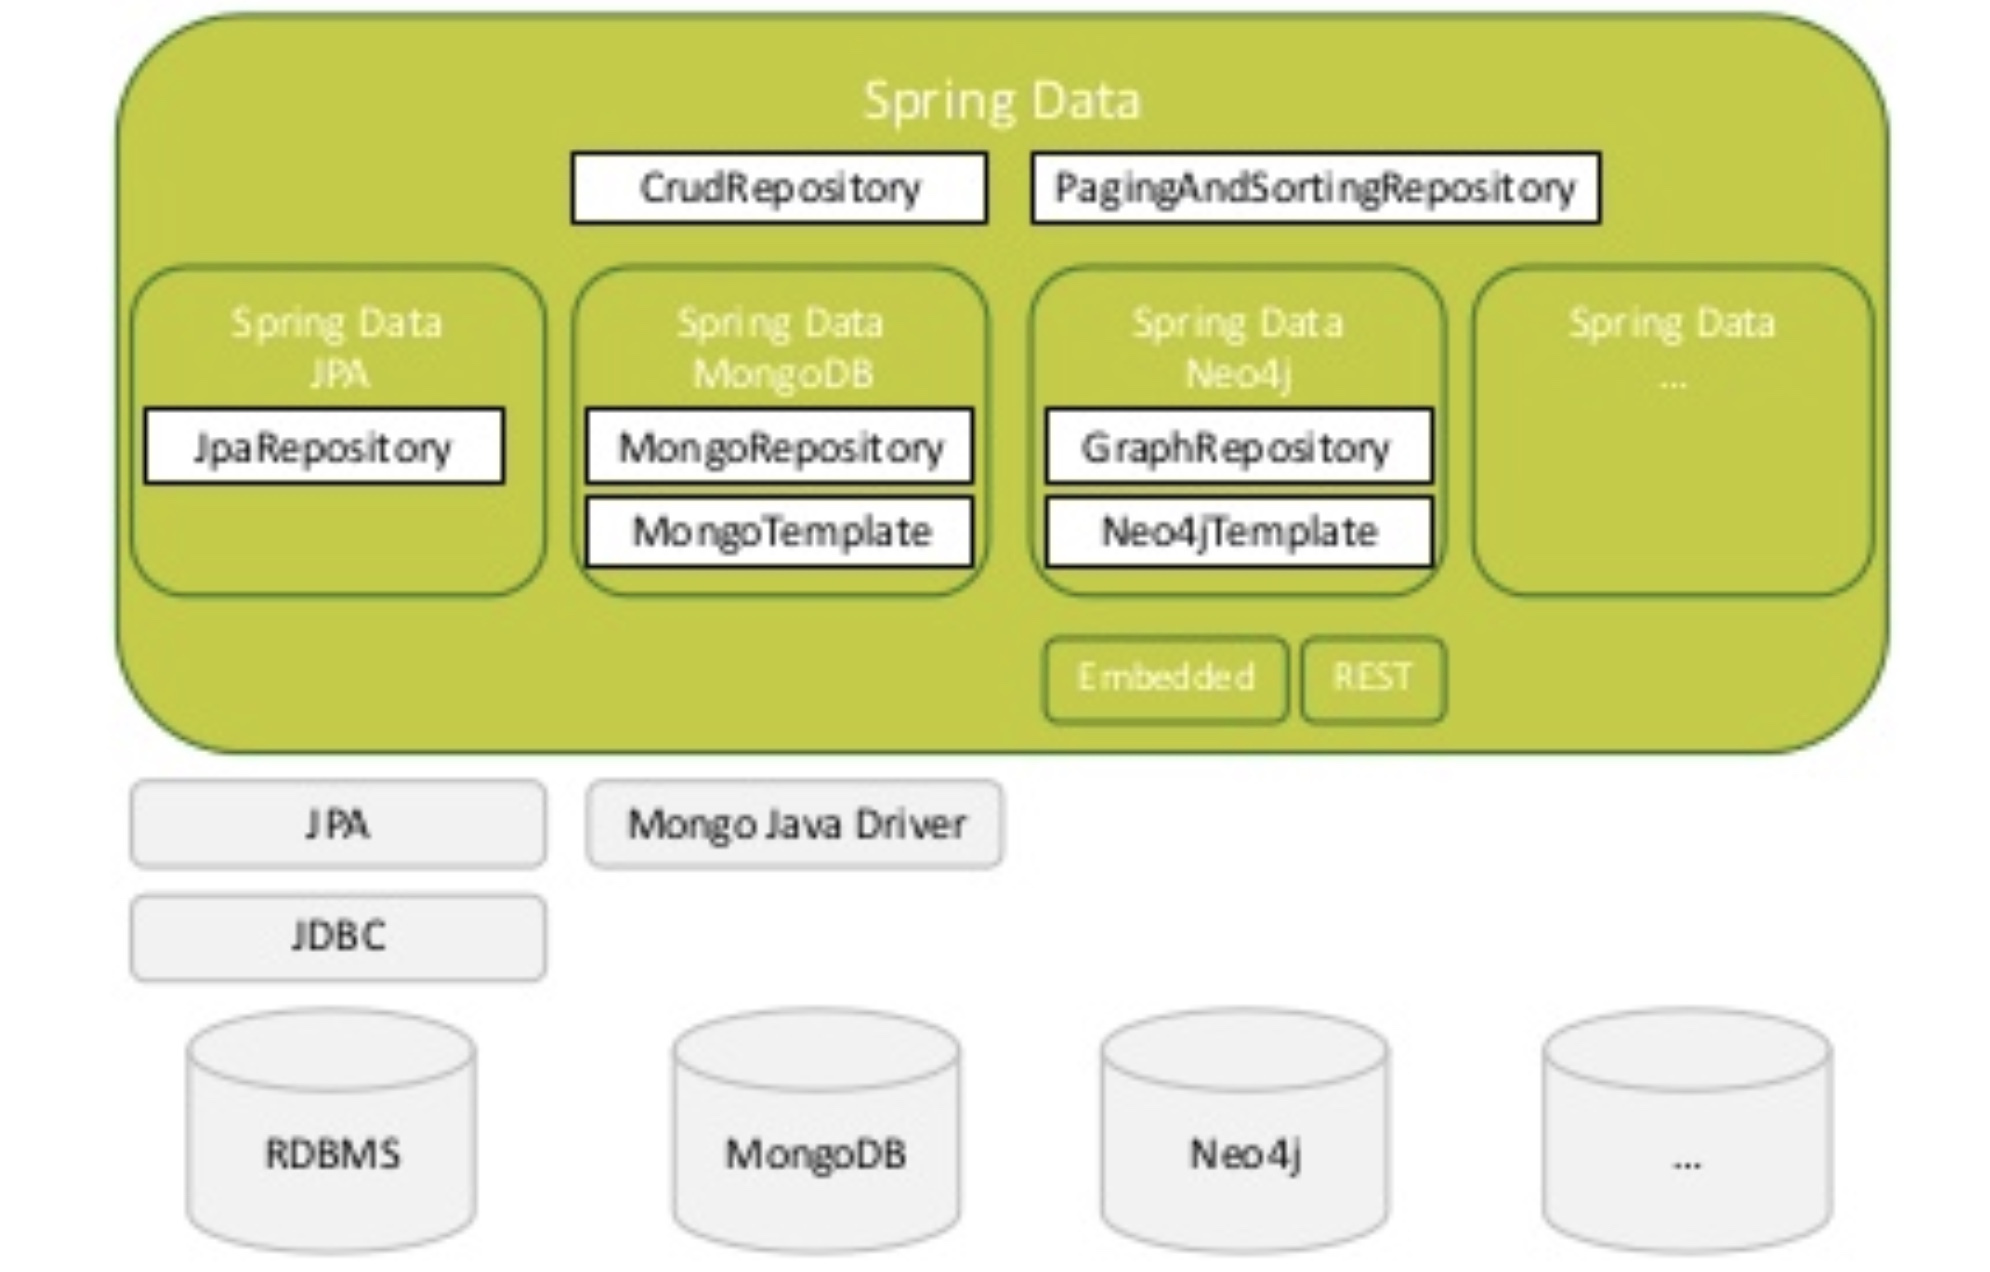 Spring Data
CrudRepository
PagingAndSortingRepository
Spring Data
JPA
JpaRepository
Spring Data
MongoDB
MongoRepository
MongoTemplate
Spring Data
Neo4j
GraphRepository
Neo4jTemplate
Spring Data
...
Embedded
REST
JPA
Mongo Java Driver
JDBC
RDBMS
MongoDB
Neo4j
...